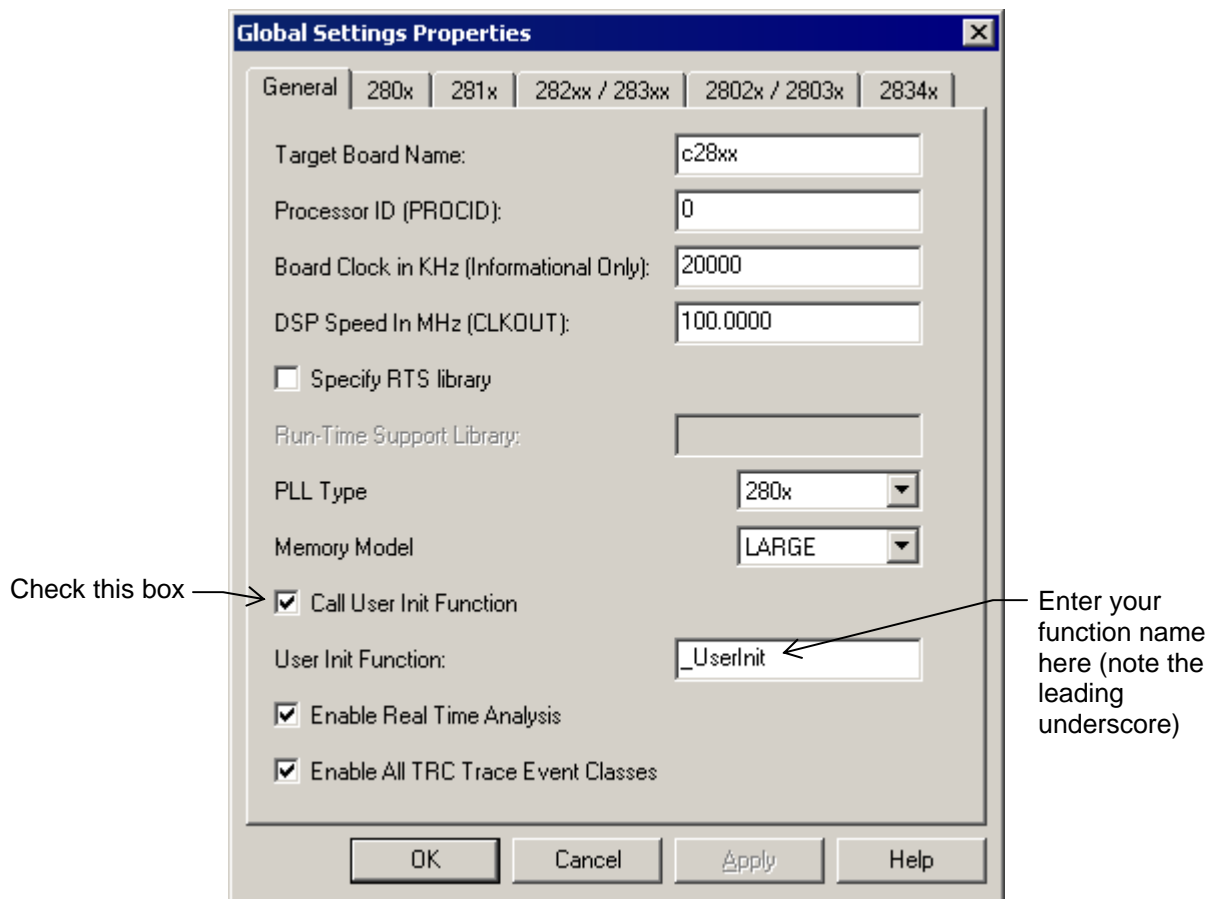 Global Settings Properties
General 280x 281x 282xx / 283xx 2802x / 2803x 2834x
Target Board Name: c28xx
Processor ID (PROCID): 0
Board Clock in KHz (Informational Only): 20000
DSP Speed In MHz (CLKOUT): 100.0000
Specify RTS library
Run-Time Support Library:
PLL Type 280x
Memory Model LARGE
Check this box
Call User Init Function
User Init Function: _UserInit
Enter your
function name
here (note the
leading
underscore)
Enable Real Time Analysis
Enable All TRC Trace Event Classes
OK Cancel Apply Help